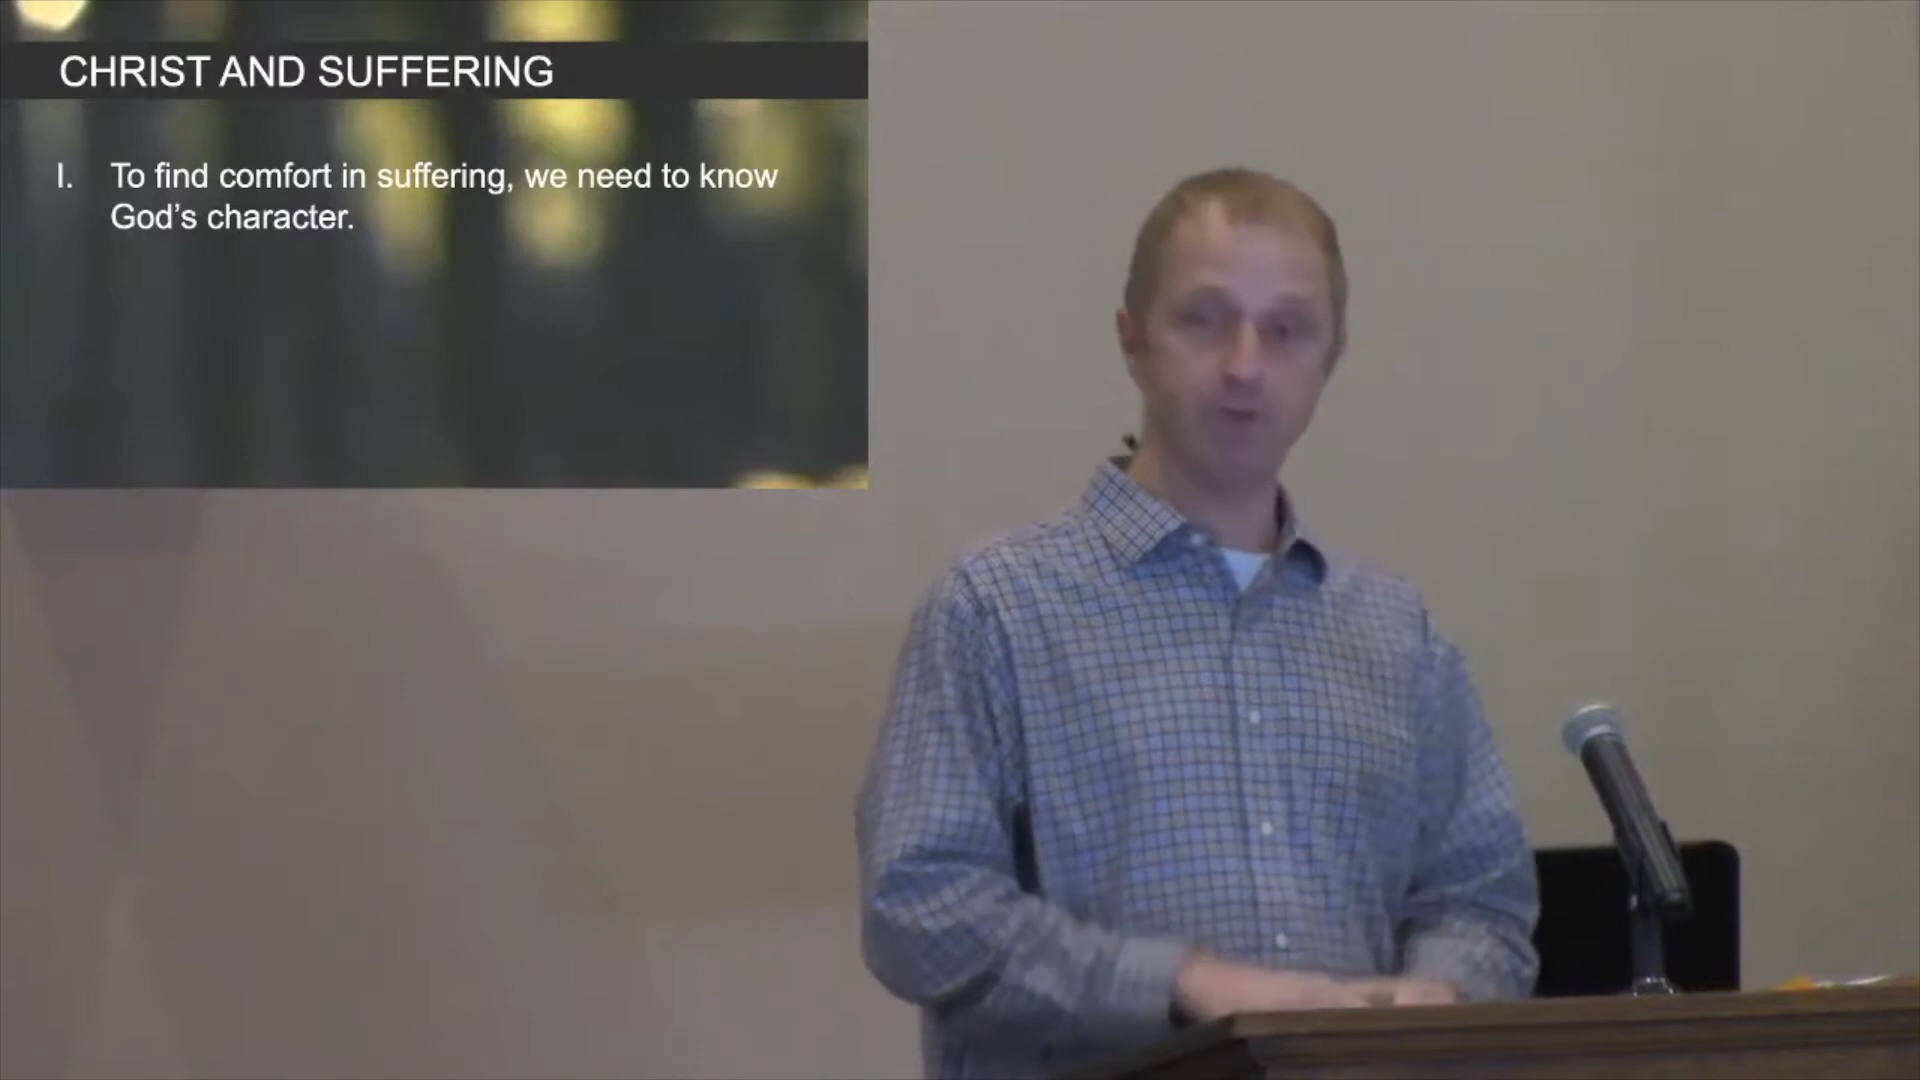 CHRIST AND SUFFERING
I. To find comfort in suffering, we need to know
God's character.